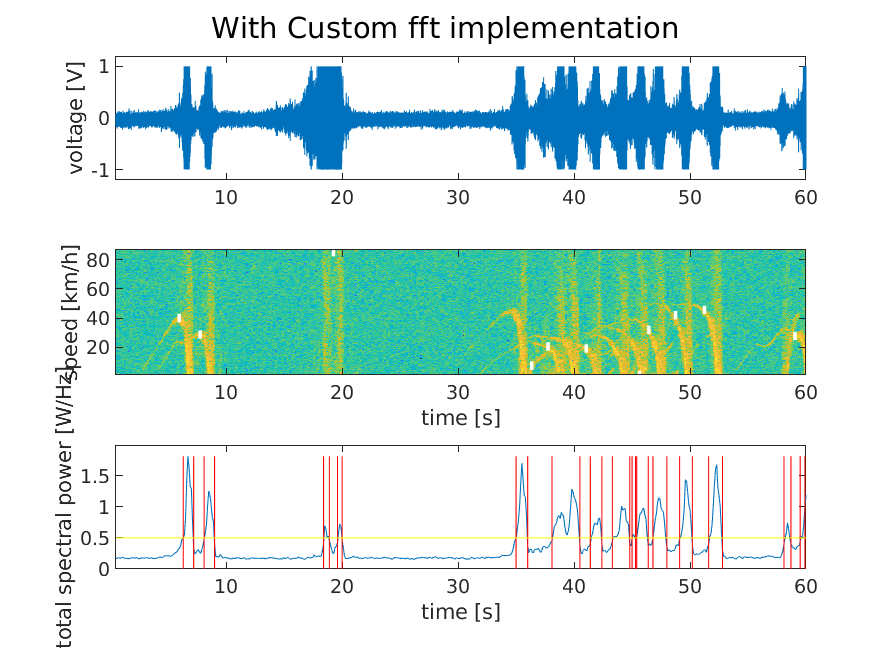 With Custom fft implementation
voltage [V]
1
0
-1
10 20 30 40 50 60
speed [km/h]
80
60
40
20
10 20 30 40 50 60
time [s]
total spectral power [W/Hz]
1.5
1
0.5
0
10 20 30 40 50 60
time [s]